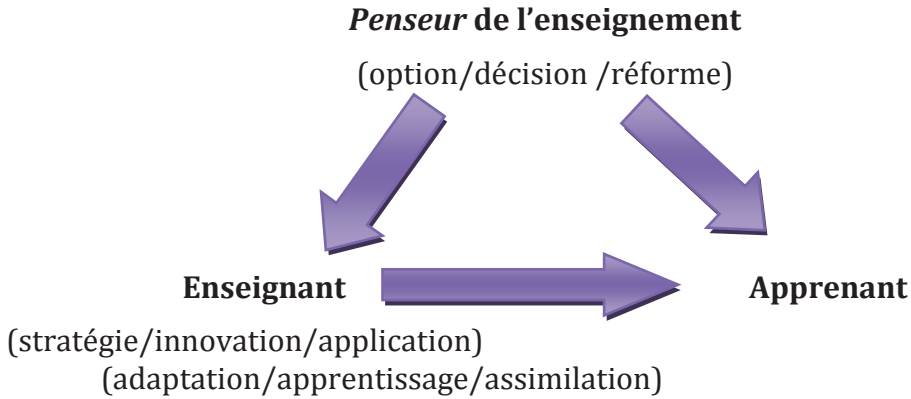 Penseur de l’enseignement
(option/décision /réforme)
Enseignant
Apprenant
(stratégie/innovation/application)
(adaptation/apprentissage/assimilation)